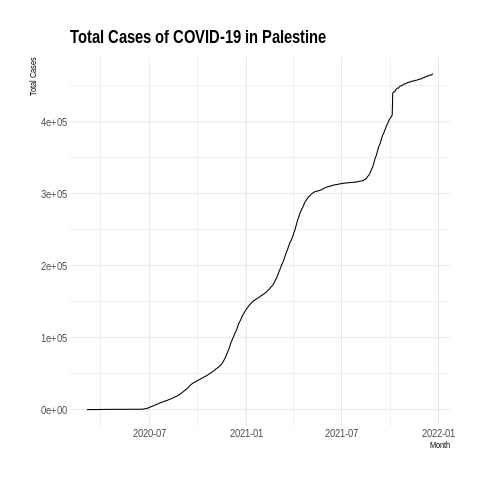 Total Cases of COVID-19 in Palestine
Total Cases
4e+05
3e+05
2e+05
1e+05
0e+00
2020-07 2021-01 2021-07 2022-01
Month